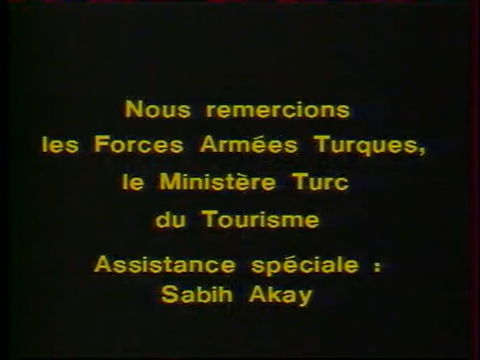 Nous remercions
les Forces Armées Turques,
le Ministère Turc
du Tourisme
Assistance spéciale :
Sabih Akay